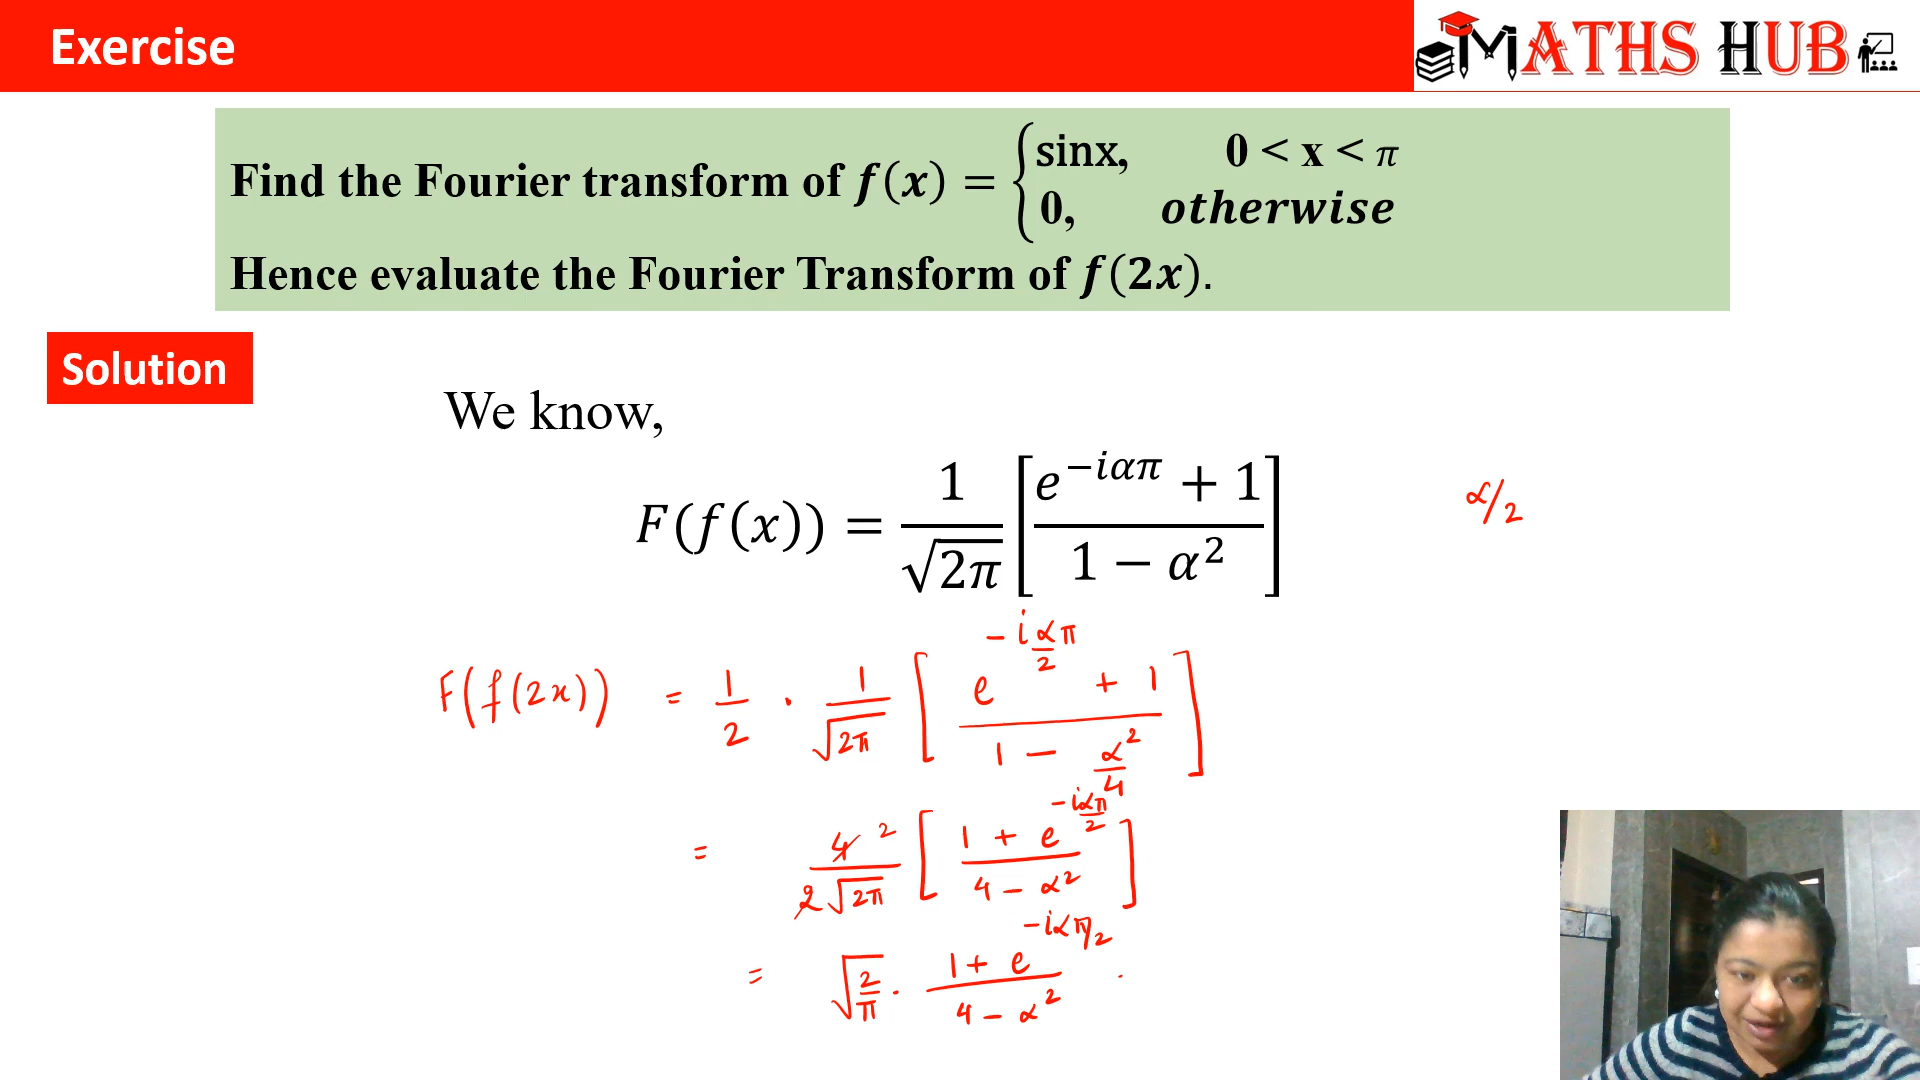 Exercise
MATHS HUB
Find the Fourier transform of f(x) = { sinx, 0 < x < π
0, otherwise
Hence evaluate the Fourier Transform of f(2x).
Solution
We know,
F(f(x)) = 1/√2π [ (e^{-iαπ} + 1) / (1 − α²) ]
α/2
F(f(2x)) = 1/2 · 1/√2π [ (e^{-i α/2 π} + 1) / (1 − α²/4) ]
= 4 2 / 2√2π [ (1 + e^{-iαπ/2}) / (4 − α²) ]
= √(2/π) · (1 + e^{-iαπ/2}) / (4 − α²) .